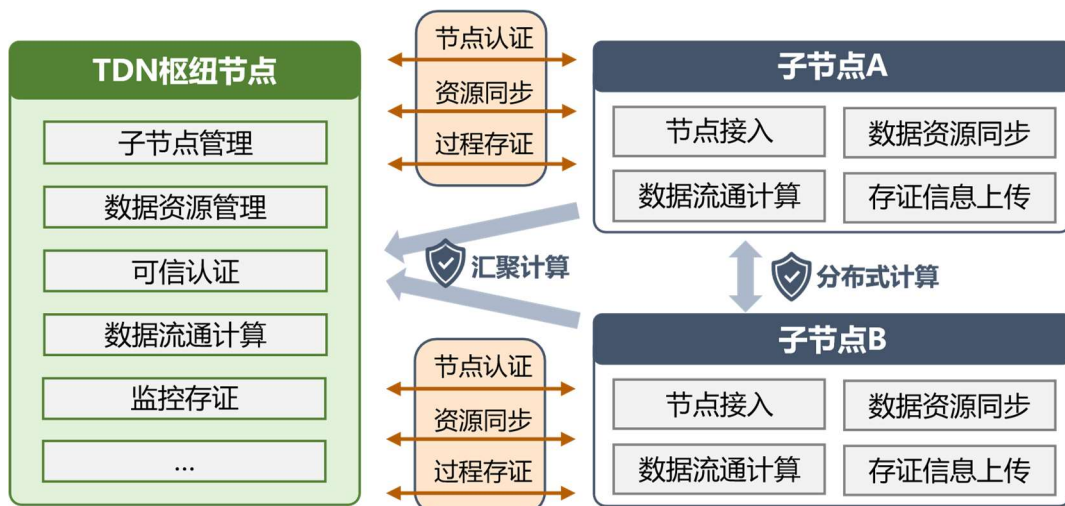 TDN枢纽节点
子节点管理
数据资源管理
可信认证
数据流通计算
监控存证
...
节点认证
资源同步
过程存证
汇聚计算
节点认证
资源同步
过程存证
子节点A
节点接入
数据资源同步
数据流通计算
存证信息上传
分布式计算
子节点B
节点接入
数据资源同步
数据流通计算
存证信息上传